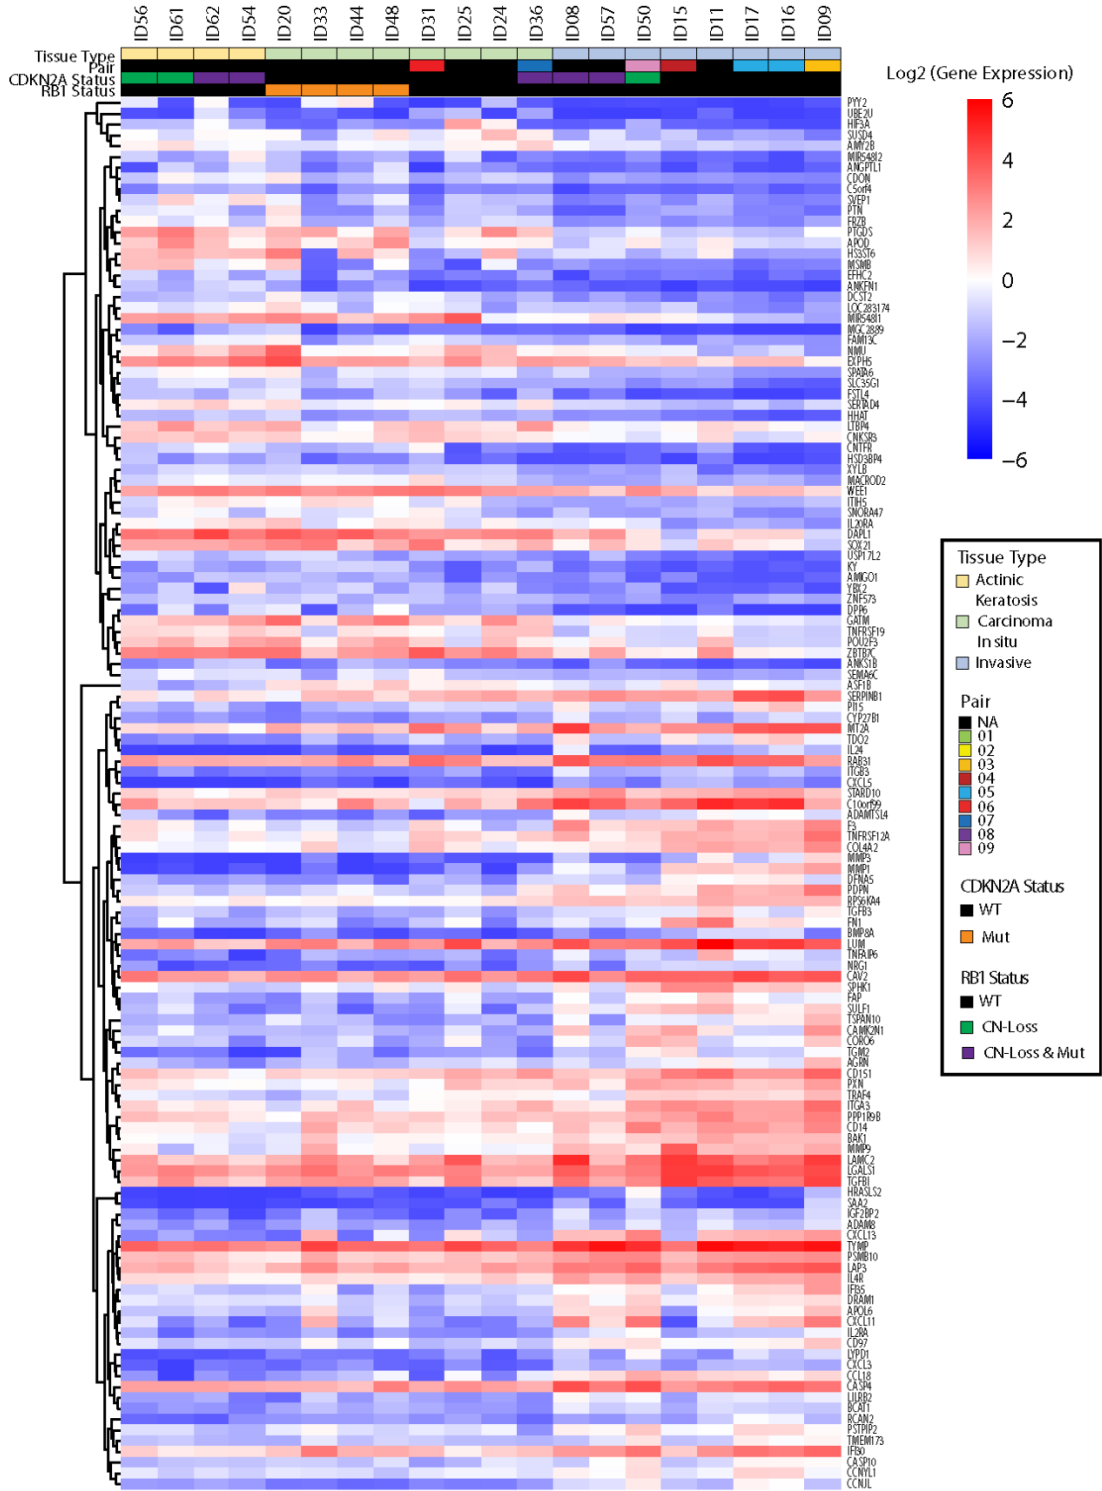 ID56 ID61 ID62 ID54 ID20 ID33 ID44 ID48 ID31 ID25 ID24 ID36 ID08 ID57 ID50 ID15 ID11 ID17 ID16 ID09
Tissue Type
Pair
CDKN2A Status
RB1 Status
Log2 (Gene Expression)
6
4
2
0
−2
−4
−6
PYY2
UBE2U
HIF3A
SUSD4
AMY2B
MIR548I2
ANGPTL1
CDON
C5orf4
SVEP1
PTN
FRZB
PTGDS
APOD
HS3ST6
MSMB
EFHC2
ANKFN1
DCST2
LOC283174
MIR548I1
MGC2889
FAM13C
NMU
EXPH5
SPATA6
SLC35G1
FSTL4
SERTAD4
HHAT
LTBP4
CNKSR3
CNTFR
HSD3BP4
XYLB
MACROD2
WEE1
ITIH5
SNORA47
IL20RA
DAPL1
SOX21
USP17L2
KY
AMIGO1
YBX2
ZNF573
DPP6
GATM
TNFRSF19
POU2F3
ZBTB7C
ANKS1B
SEMA6C
ASF1B
SERPINB1
PI15
CYP27B1
MT2A
TDO2
IL24
RAB31
ITGB3
CXCL5
STARD10
C10orf99
ADAMTSL4
F3
TNFRSF12A
COL4A2
MMP3
MMP1
DFNA5
PDPN
RPS6KA4
TGFB3
FN1
BMP8A
LUM
TNFAIP6
NRG1
CAV2
SPHK1
FAP
SULF1
TSPAN10
CAMK2N1
CORO6
TGM2
AGRN
CD151
PXN
TRAF4
ITGA3
PPP1R9B
CD14
BAK1
MMP9
LAMC2
LGALS1
TGFBI
HRASLS2
SAA2
IGF2BP2
ADAM8
CXCL13
TYMP
PSMB10
LAP3
IL4R
IFI35
DRAM1
APOL6
CXCL11
IL2RA
CD97
LYPD1
CXCL3
CCL18
CASP4
LILRB2
BCAT1
RCAN2
PSTPIP2
TMEM173
IFI30
CASP10
CCNYL1
CCNJL
Tissue Type
Actinic
Keratosis
Carcinoma
In situ
Invasive
Pair
NA
01
02
03
04
05
06
07
08
09
CDKN2A Status
WT
Mut
RB1 Status
WT
CN-Loss
CN-Loss & Mut